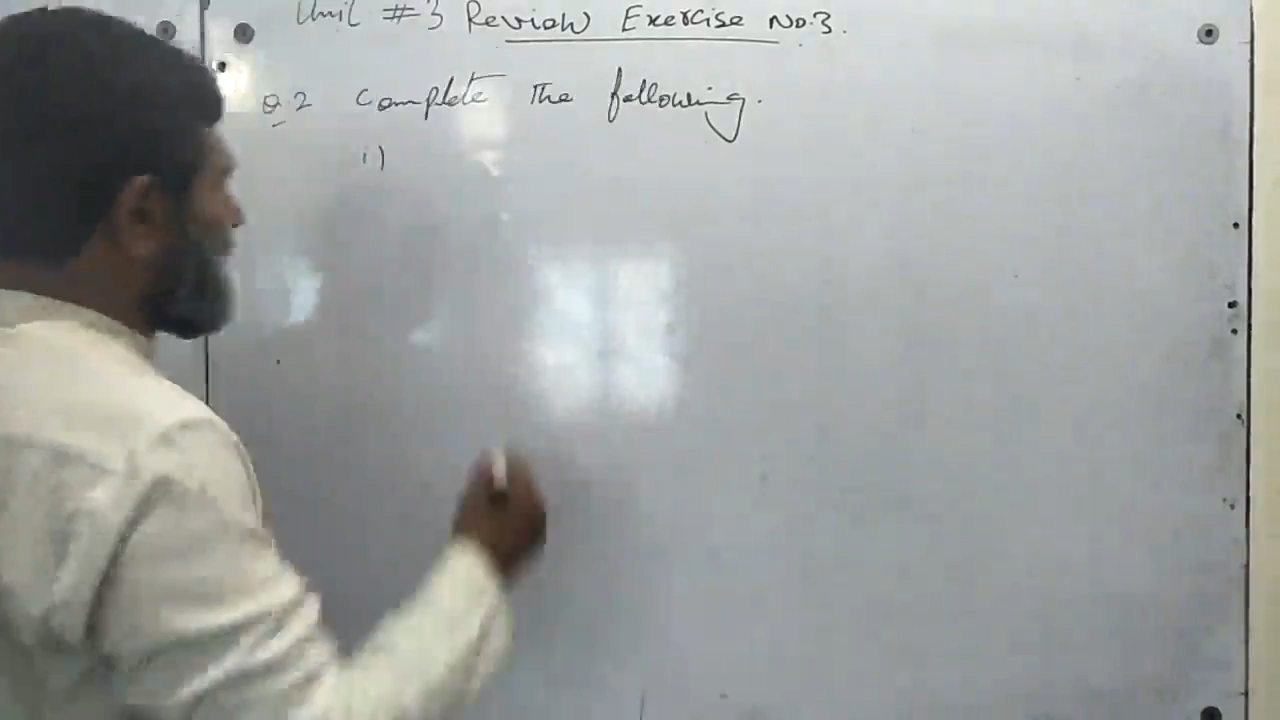 Unit #3 Review Exercise No.3.
Q.2 Complete The following.
i)